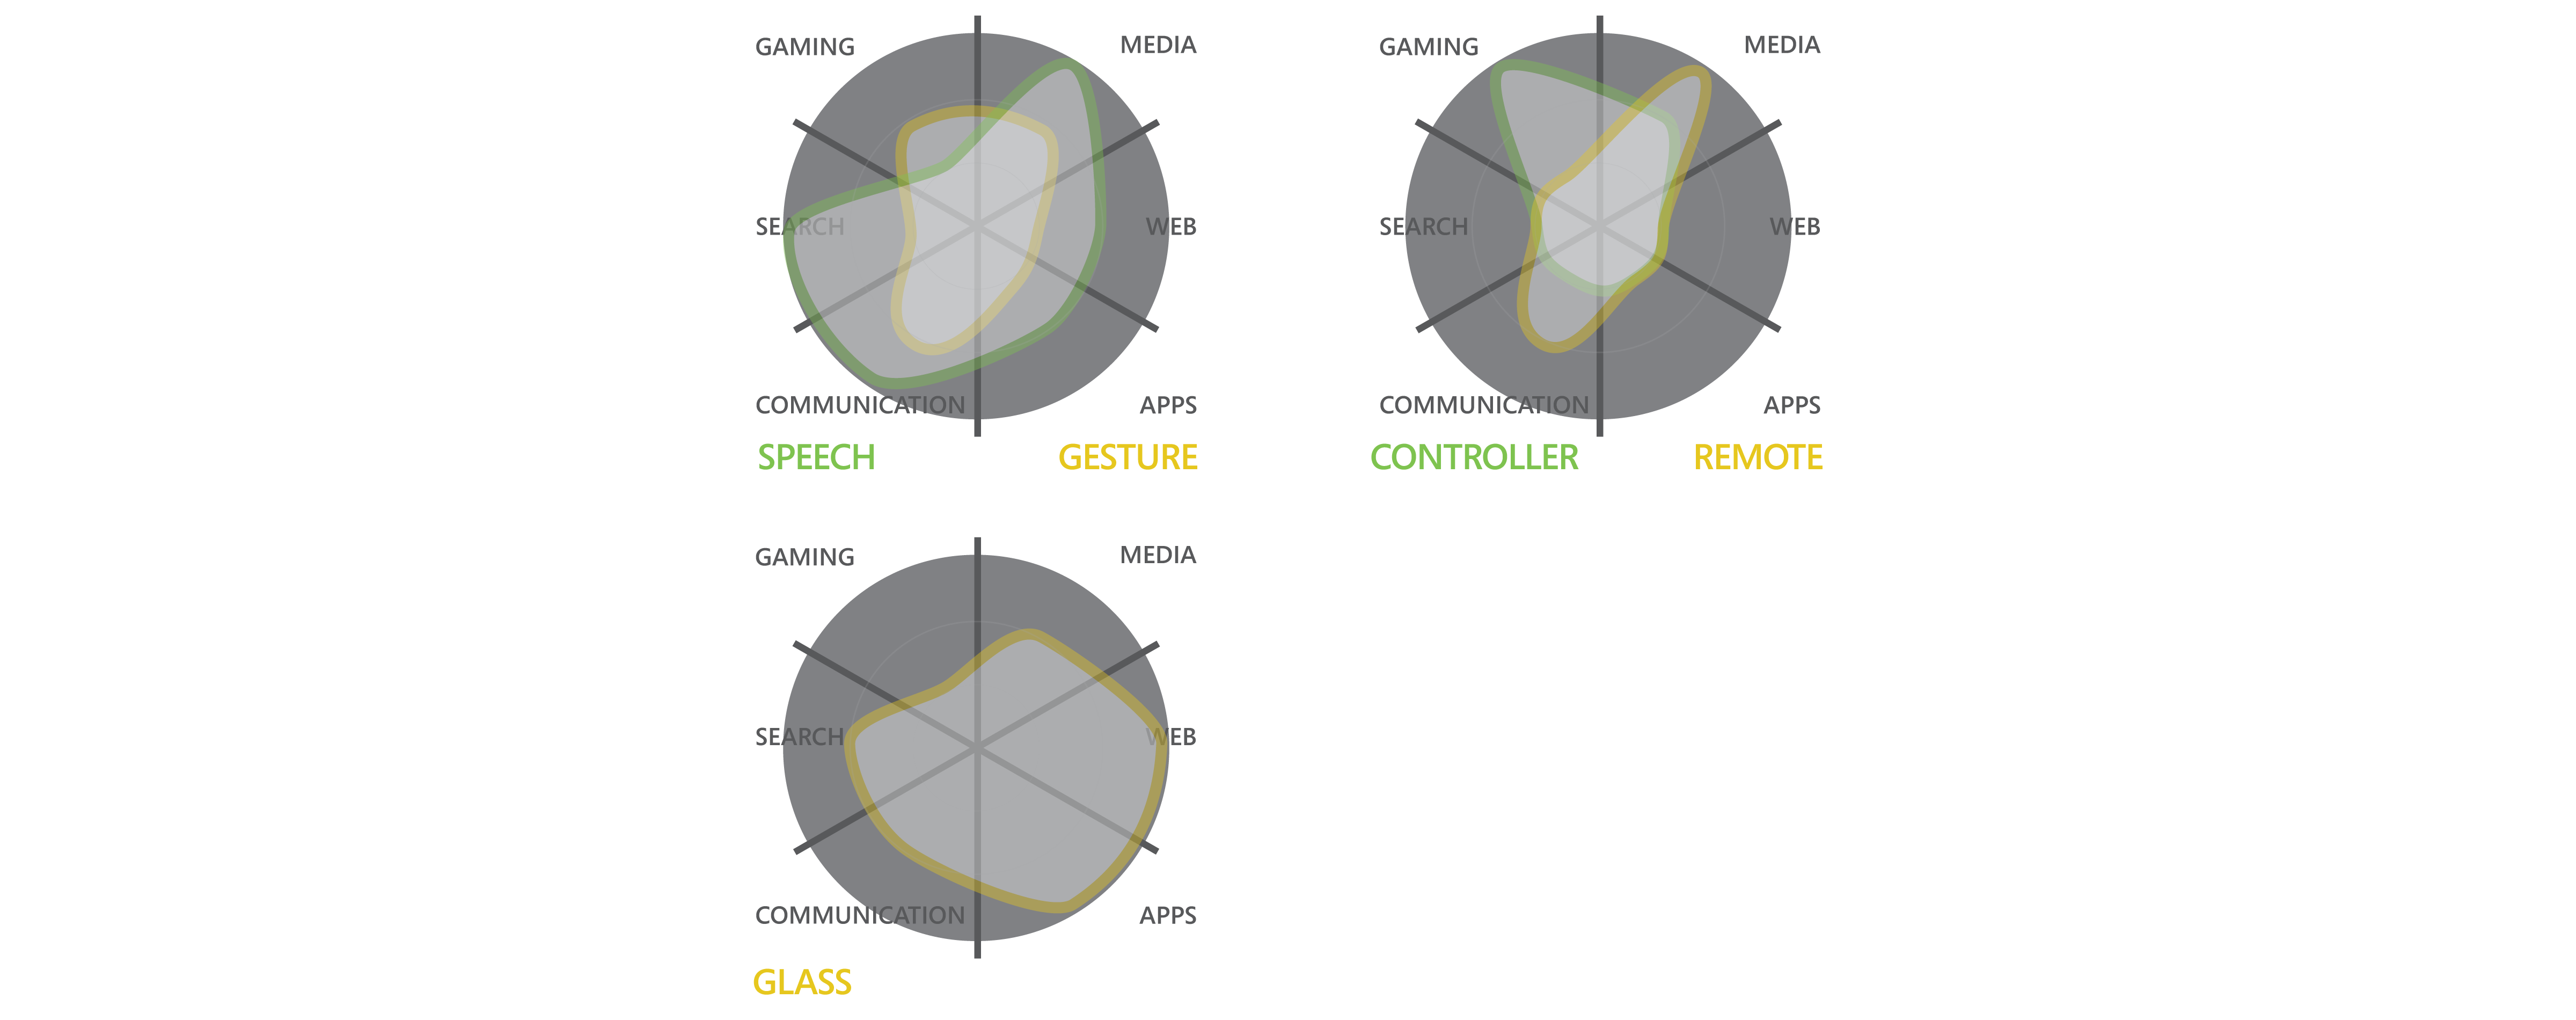 GAMING
MEDIA
SEARCH
WEB
COMMUNICATION
APPS
SPEECH
GESTURE
GAMING
MEDIA
SEARCH
WEB
COMMUNICATION
APPS
CONTROLLER
REMOTE
GAMING
MEDIA
SEARCH
WEB
COMMUNICATION
APPS
GLASS